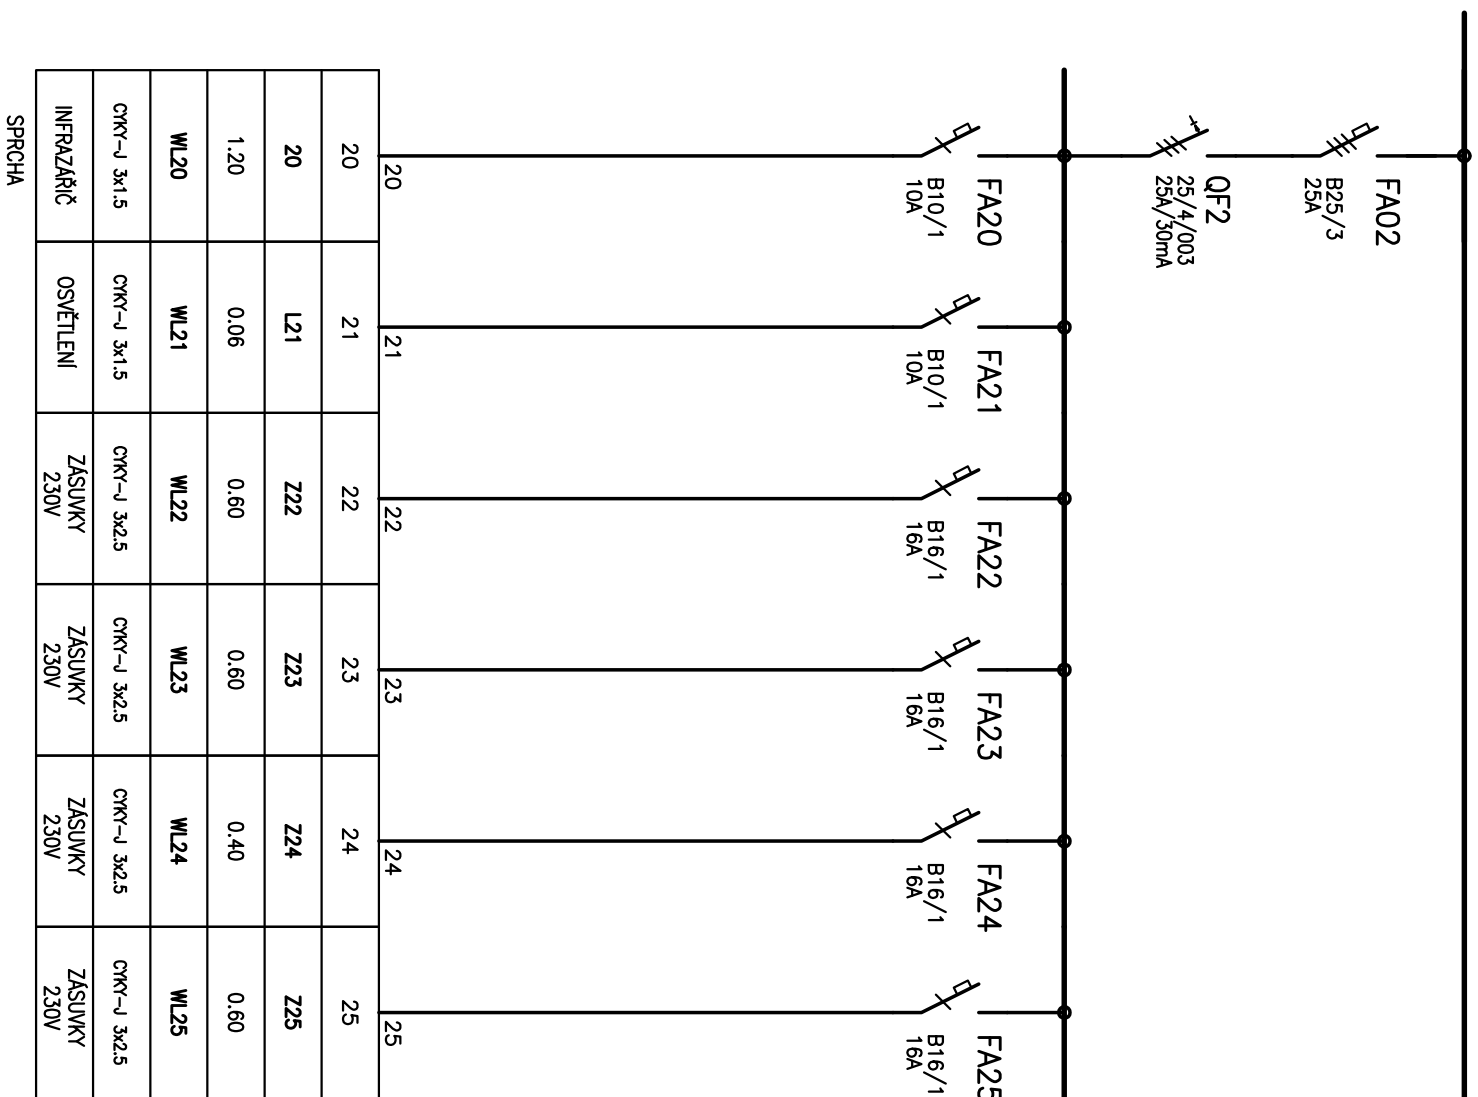 FA02
B25/3
25A
QF2
25/4/003
25A/30mA
FA20
B10/1
10A
FA21
B10/1
10A
FA22
B16/1
16A
FA23
B16/1
16A
FA24
B16/1
16A
FA25
B16/1
16A
20
21
22
23
24
25
20
21
22
23
24
25
20
L21
Z22
Z23
Z24
Z25
1.20
0.06
0.60
0.60
0.40
0.60
WL20
WL21
WL22
WL23
WL24
WL25
CYKY-J 3x1.5
CYKY-J 3x1.5
CYKY-J 3x2.5
CYKY-J 3x2.5
CYKY-J 3x2.5
CYKY-J 3x2.5
INFRAZÁŘIČ
OSVĚTLENÍ
ZÁSUVKY
230V
ZÁSUVKY
230V
ZÁSUVKY
230V
ZÁSUVKY
230V
SPRCHA